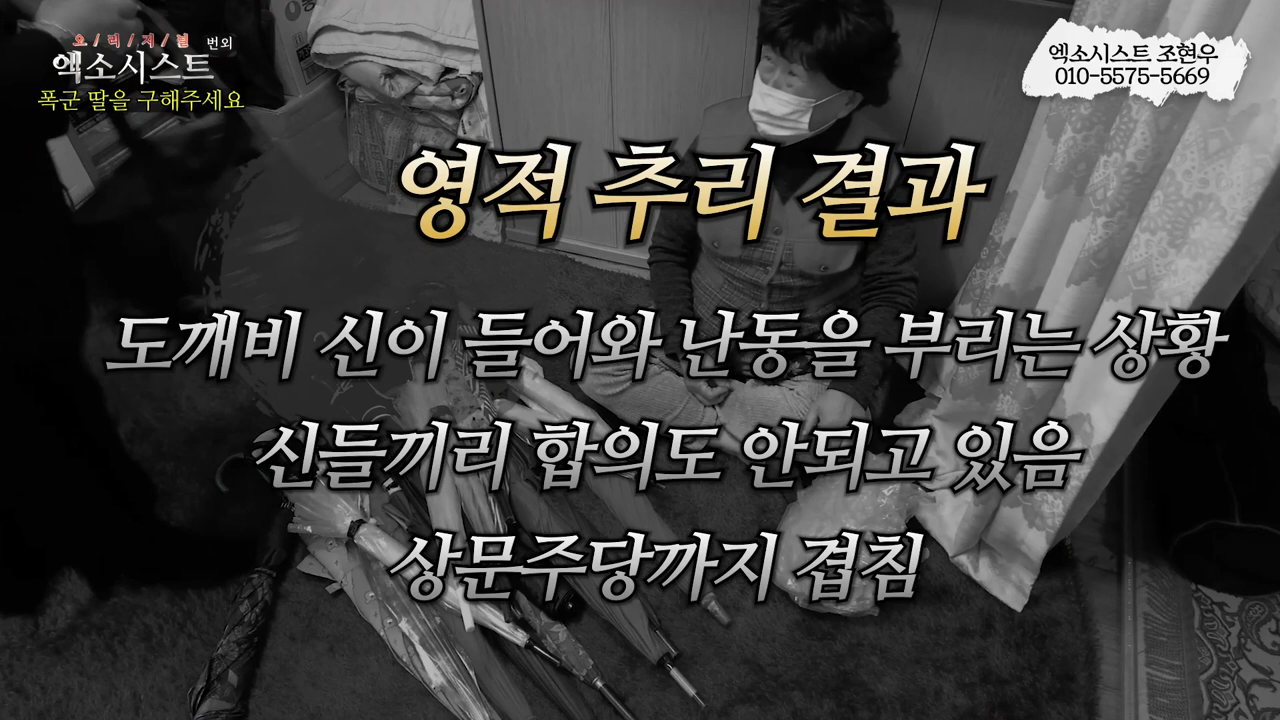 오/리/지/널 번외
엑소시스트
폭군 딸을 구해주세요
엑소시스트 조현우
010-5575-5669
영적 추리 결과
도깨비 신이 들어와 난동을 부리는 상황
신들끼리 합의도 안되고 있음
상문주당까지 겹침